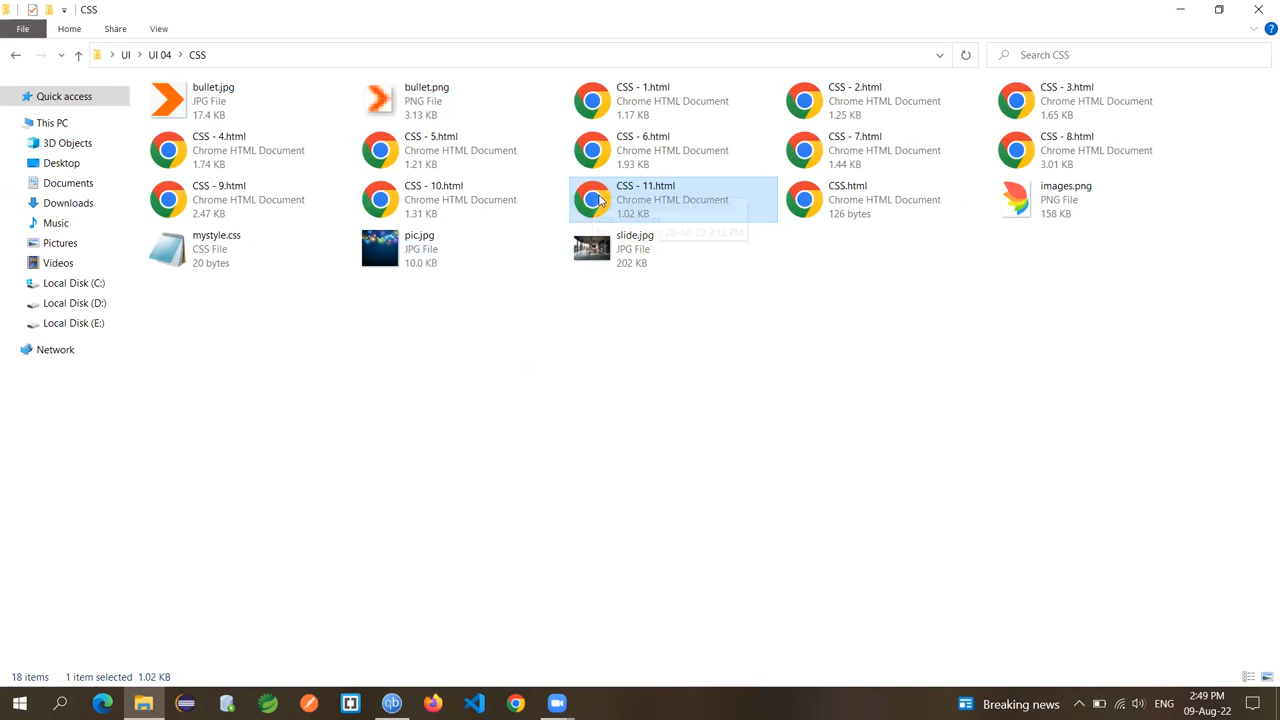 CSS
File
Home
Share
View
UI
UI 04
CSS
Search CSS
Quick access
This PC
3D Objects
Desktop
Documents
Downloads
Music
Pictures
Videos
Local Disk (C:)
Local Disk (D:)
Local Disk (E:)
Network
bullet.jpg
JPG File
17.4 KB
bullet.png
PNG File
3.13 KB
CSS - 1.html
Chrome HTML Document
1.17 KB
CSS - 2.html
Chrome HTML Document
1.25 KB
CSS - 3.html
Chrome HTML Document
1.65 KB
CSS - 4.html
Chrome HTML Document
1.74 KB
CSS - 5.html
Chrome HTML Document
1.21 KB
CSS - 6.html
Chrome HTML Document
1.93 KB
CSS - 7.html
Chrome HTML Document
1.44 KB
CSS - 8.html
Chrome HTML Document
3.01 KB
CSS - 9.html
Chrome HTML Document
2.47 KB
CSS - 10.html
Chrome HTML Document
1.31 KB
CSS - 11.html
Chrome HTML Document
1.02 KB
CSS.html
Chrome HTML Document
126 bytes
images.png
PNG File
158 KB
mystyle.css
CSS File
20 bytes
pic.jpg
JPG File
10.0 KB
slide.jpg
JPG File
202 KB
2:12 PM
18 items
1 item selected 1.02 KB
qb
Breaking news
ENG
2:49 PM
09-Aug-22